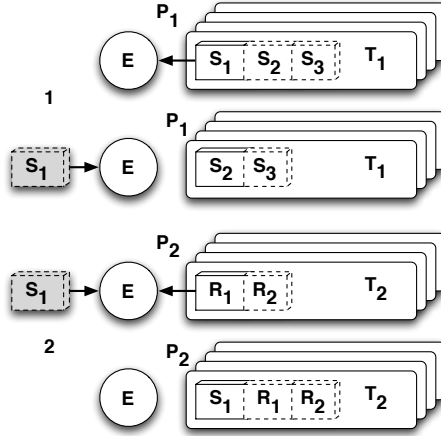 P1
E S1 S2 S3 T1
1
P1
S1 E S2 S3 T1
P2
S1 E R1 R2 T2
2
P2
E S1 R1 R2 T2